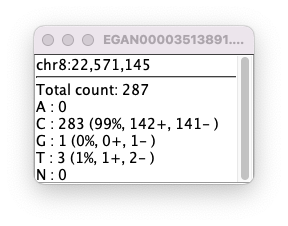 EGAN00003513891....
chr8:22,571,145
Total count: 287
A : 0
C : 283 (99%, 142+, 141- )
G : 1 (0%, 0+, 1- )
T : 3 (1%, 1+, 2- )
N : 0